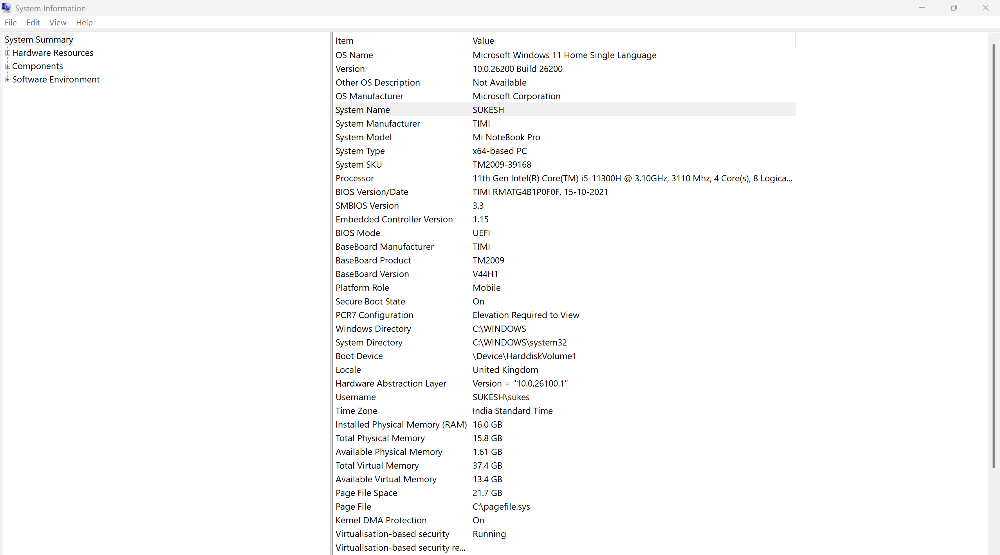 System Information
File Edit View Help
System Summary
Hardware Resources
Components
Software Environment
Item Value
OS Name Microsoft Windows 11 Home Single Language
Version 10.0.26200 Build 26200
Other OS Description Not Available
OS Manufacturer Microsoft Corporation
System Name SUKESH
System Manufacturer TIMI
System Model Mi NoteBook Pro
System Type x64-based PC
System SKU TM2009-39168
Processor 11th Gen Intel(R) Core(TM) i5-11300H @ 3.10GHz, 3110 Mhz, 4 Core(s), 8 Logica...
BIOS Version/Date TIMI RMATG4B1P0F0F, 15-10-2021
SMBIOS Version 3.3
Embedded Controller Version 1.15
BIOS Mode UEFI
BaseBoard Manufacturer TIMI
BaseBoard Product TM2009
BaseBoard Version V44H1
Platform Role Mobile
Secure Boot State On
PCR7 Configuration Elevation Required to View
Windows Directory C:\WINDOWS
System Directory C:\WINDOWS\system32
Boot Device \Device\HarddiskVolume1
Locale United Kingdom
Hardware Abstraction Layer Version = "10.0.26100.1"
Username SUKESH\sukes
Time Zone India Standard Time
Installed Physical Memory (RAM) 16.0 GB
Total Physical Memory 15.8 GB
Available Physical Memory 1.61 GB
Total Virtual Memory 37.4 GB
Available Virtual Memory 13.4 GB
Page File Space 21.7 GB
Page File C:\pagefile.sys
Kernel DMA Protection On
Virtualisation-based security Running
Virtualisation-based security re...